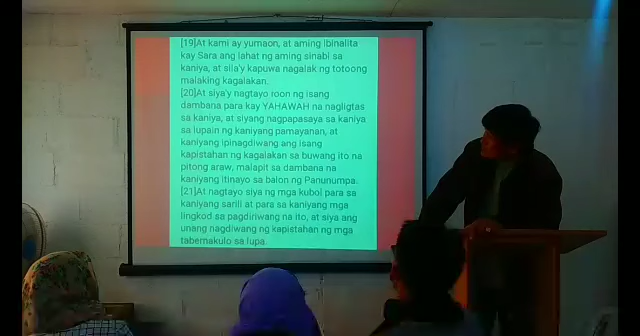 [19]At kami ay yumaon, at aming ibinalita
kay Sara ang lahat ng aming sinabi sa
kaniya, at sila'y kapuwa nagalak ng totoong
malaking kagalakan.
[20]At siya'y nagtayo roon ng isang
dambana para kay YAHAWAH na nagligtas
sa kaniya, at siyang nagpapasaya sa kaniya
sa lupain ng kaniyang pamayanan, at
kaniyang ipinagdiwang ang isang
kapistahan ng kagalakan sa buwang ito na
pitong araw, malapit sa dambana na
kaniyang itinayo sa balon ng Panunumpa.
[21]At nagtayo siya ng mga kubol para sa
kaniyang sarili at para sa kaniyang mga
lingkod sa pagdiriwang na ito, at siya ang
unang nagdiwang ng kapistahan ng mga
tabernakulo sa lupa.